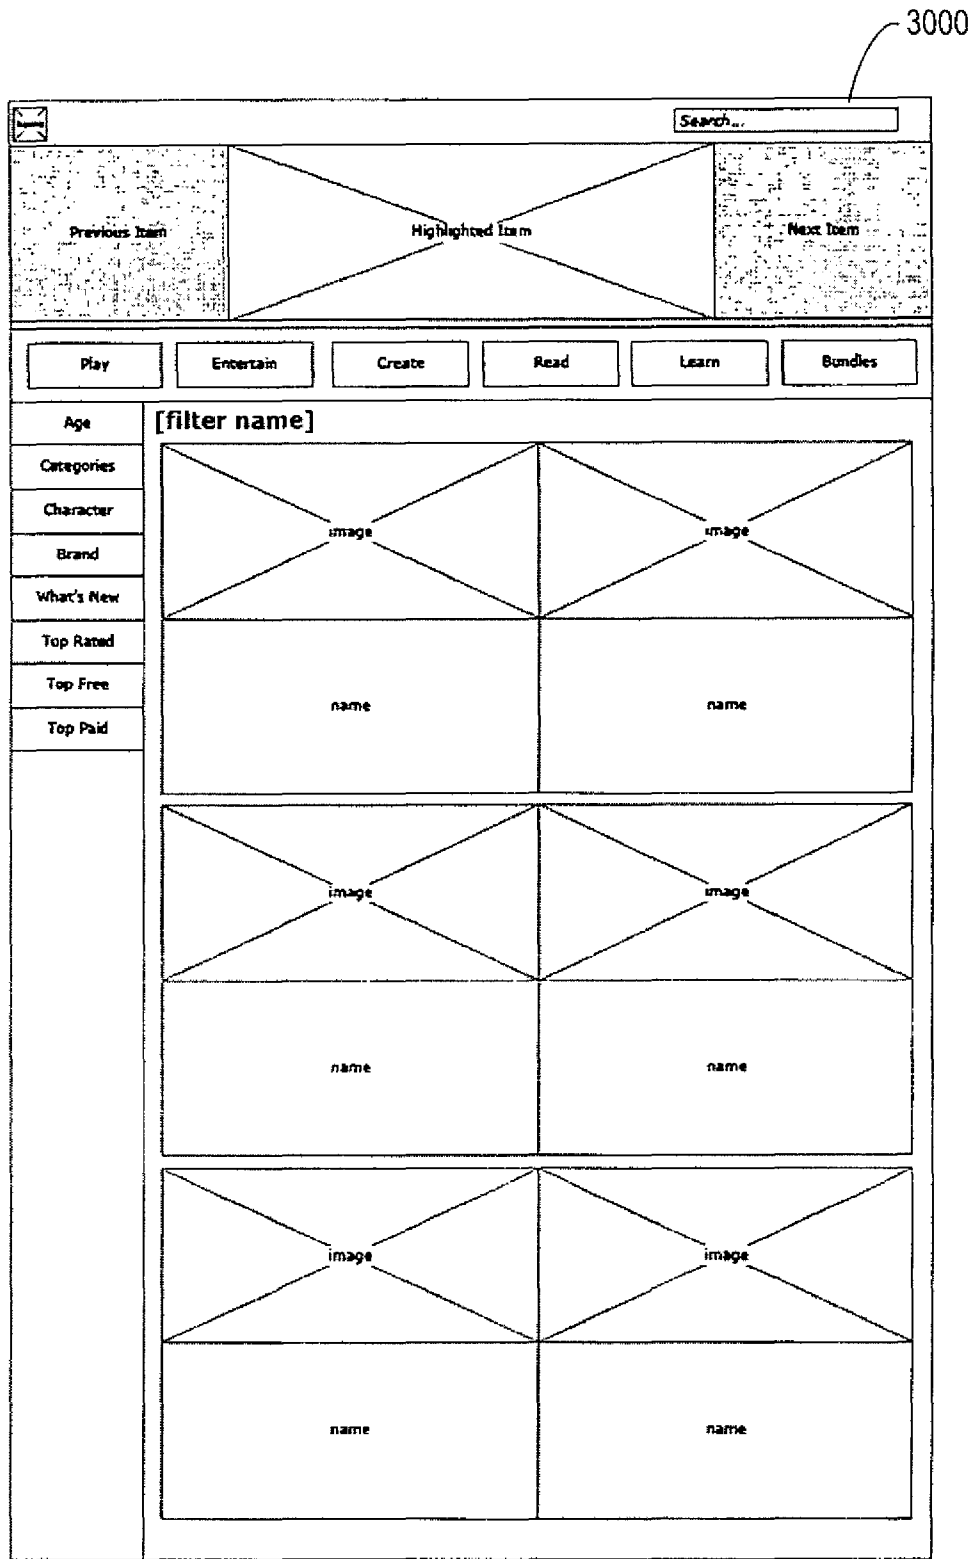 3000
Search...
Previous Item Highlighted Item Next Item
Play Entertain Create Read Learn Bundles
Age
[filter name]
Categories
Character
Brand
What's New
Top Rated
Top Free
Top Paid
image image
name name
image image
name name
image image
name name